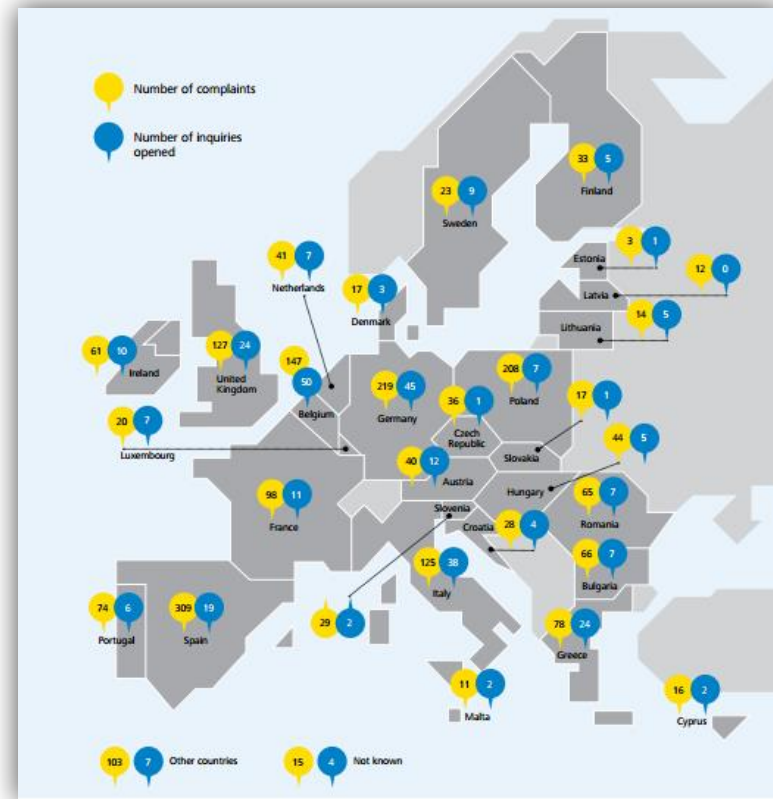 Number of complaints
Number of inquiries
opened
33 5
Finland
23 9
Sweden
3 1
Estonia
41 7
Netherlands
12 0
Latvia
17 3
Denmark
14 5
Lithuania
61 10
Ireland
127 24
United
Kingdom
147
50
Belgium
219 45
Germany
208 7
Poland
36 1
Czech
Republic
17 1
Slovakia
20 7
Luxembourg
40 12
Austria
44 5
Hungary
98 11
France
Slovenia
28 4
Croatia
65 7
Romania
125 38
Italy
66 7
Bulgaria
74 6
Portugal
309 19
Spain
29 2
78 24
Greece
11 2
Malta
16 2
Cyprus
103 7 Other countries
15 4 Not known